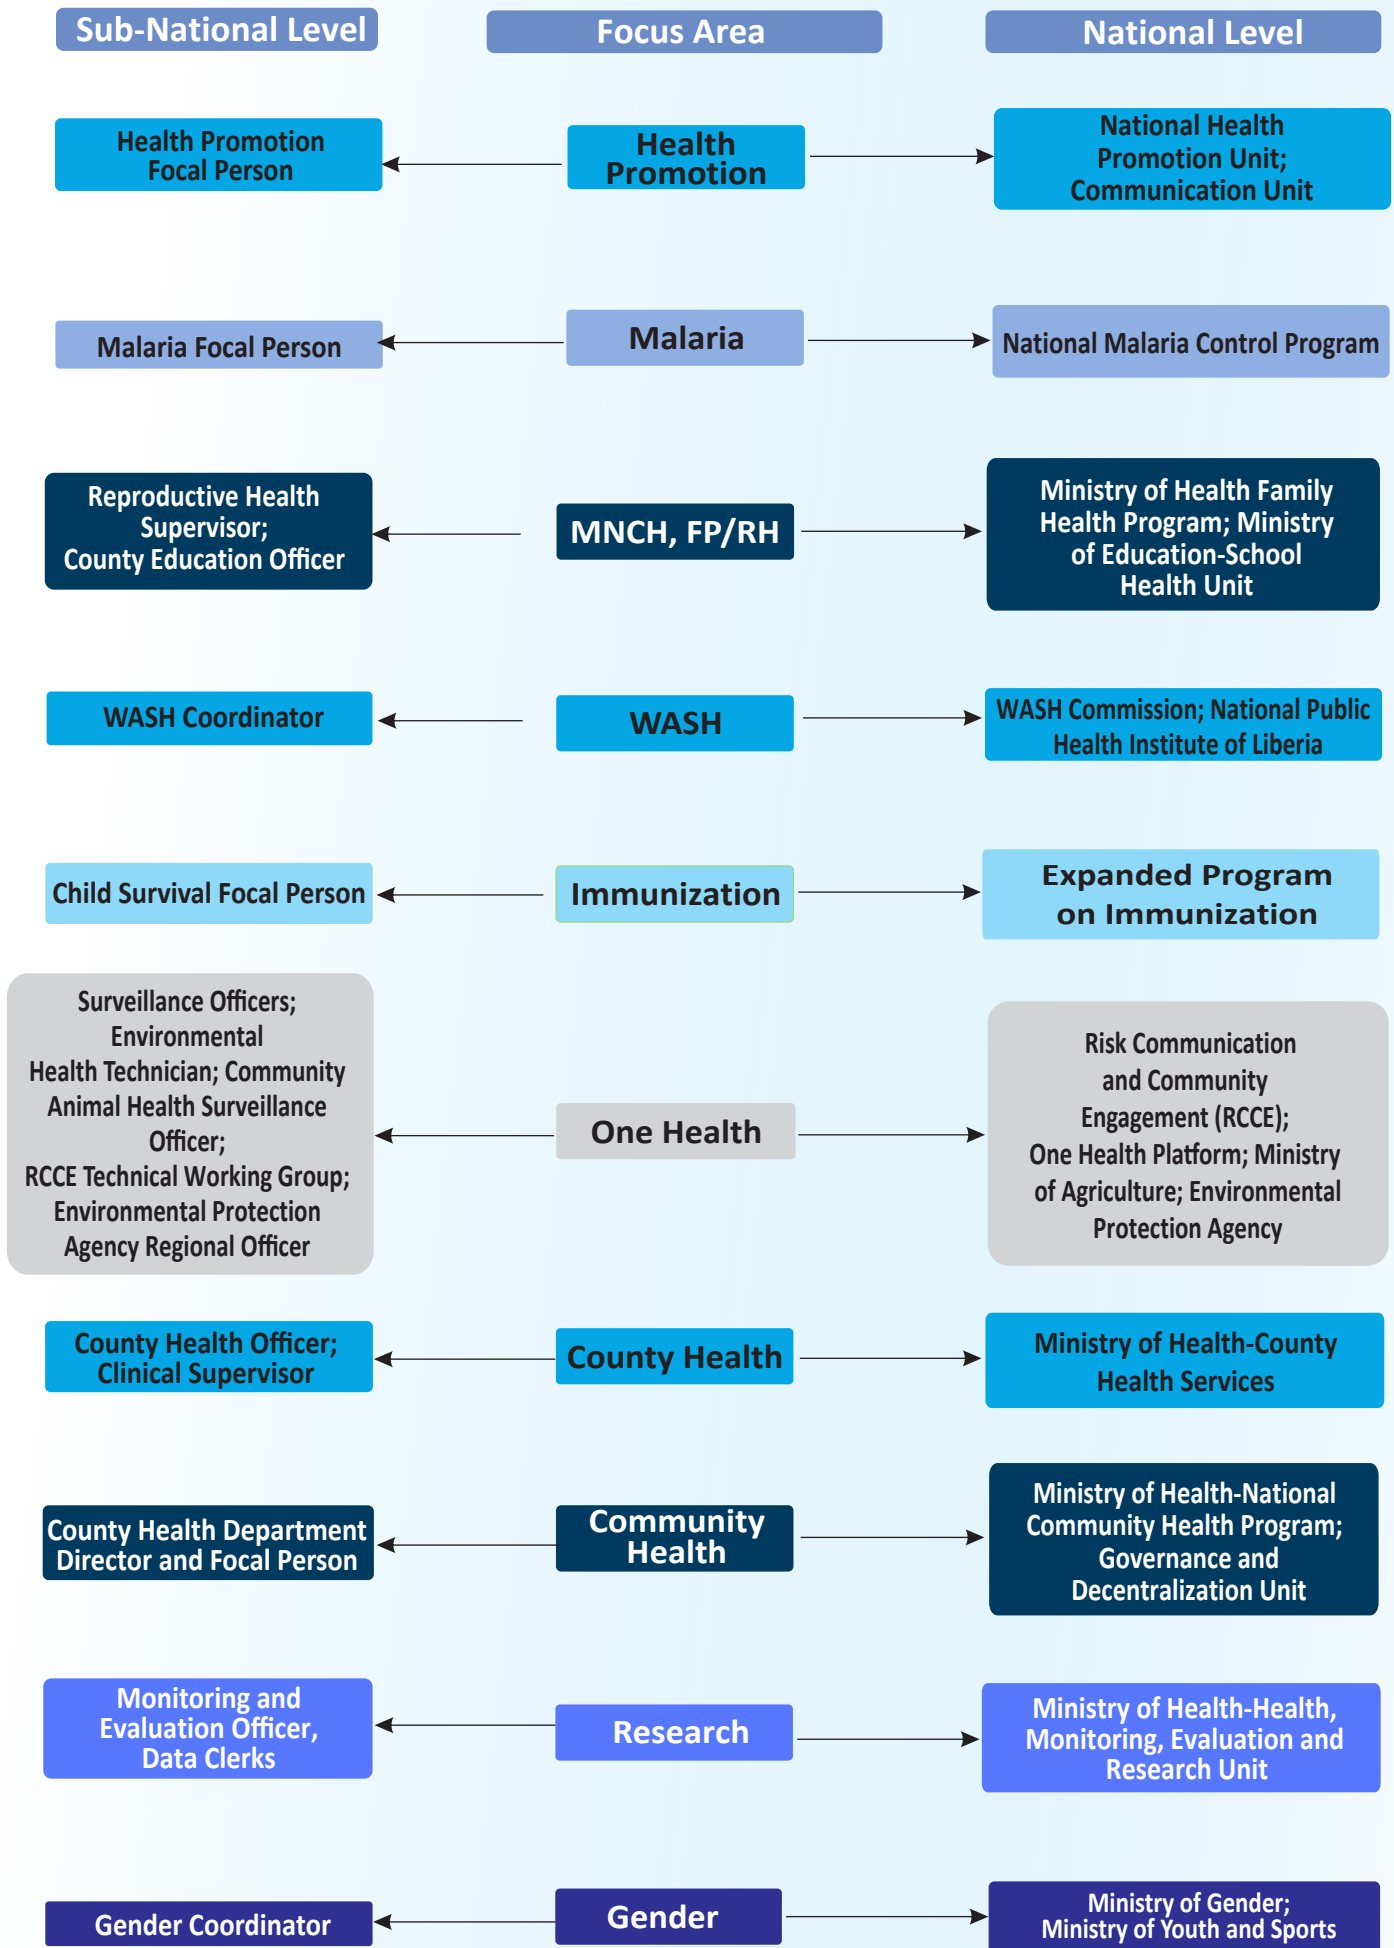 Sub-National Level
Focus Area
National Level
Health Promotion
Focal Person
Health
Promotion
National Health
Promotion Unit;
Communication Unit
Malaria Focal Person
Malaria
National Malaria Control Program
Reproductive Health
Supervisor;
County Education Officer
MNCH, FP/RH
Ministry of Health Family
Health Program; Ministry
of Education-School
Health Unit
WASH Coordinator
WASH
WASH Commission; National Public
Health Institute of Liberia
Child Survival Focal Person
Immunization
Expanded Program
on Immunization
Surveillance Officers;
Environmental
Health Technician; Community
Animal Health Surveillance
Officer;
RCCE Technical Working Group;
Environmental Protection
Agency Regional Officer
One Health
Risk Communication
and Community
Engagement (RCCE);
One Health Platform; Ministry
of Agriculture; Environmental
Protection Agency
County Health Officer;
Clinical Supervisor
County Health
Ministry of Health-County
Health Services
County Health Department
Director and Focal Person
Community
Health
Ministry of Health-National
Community Health Program;
Governance and
Decentralization Unit
Monitoring and
Evaluation Officer,
Data Clerks
Research
Ministry of Health-Health,
Monitoring, Evaluation and
Research Unit
Gender Coordinator
Gender
Ministry of Gender;
Ministry of Youth and Sports